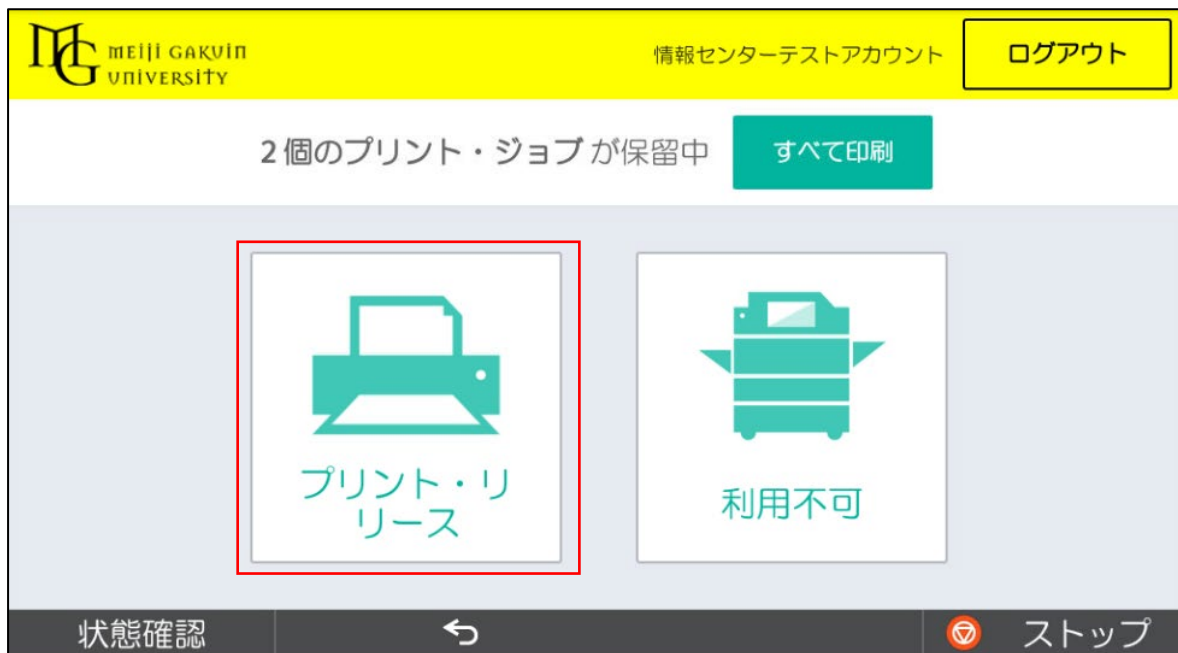 MG MEIJI GAKUIN
UNIVERSITY
情報センターテストアカウント
ログアウト
2個のプリント・ジョブ が保留中
すべて印刷
プリント・リ
リース
利用不可
状態確認
ストップ